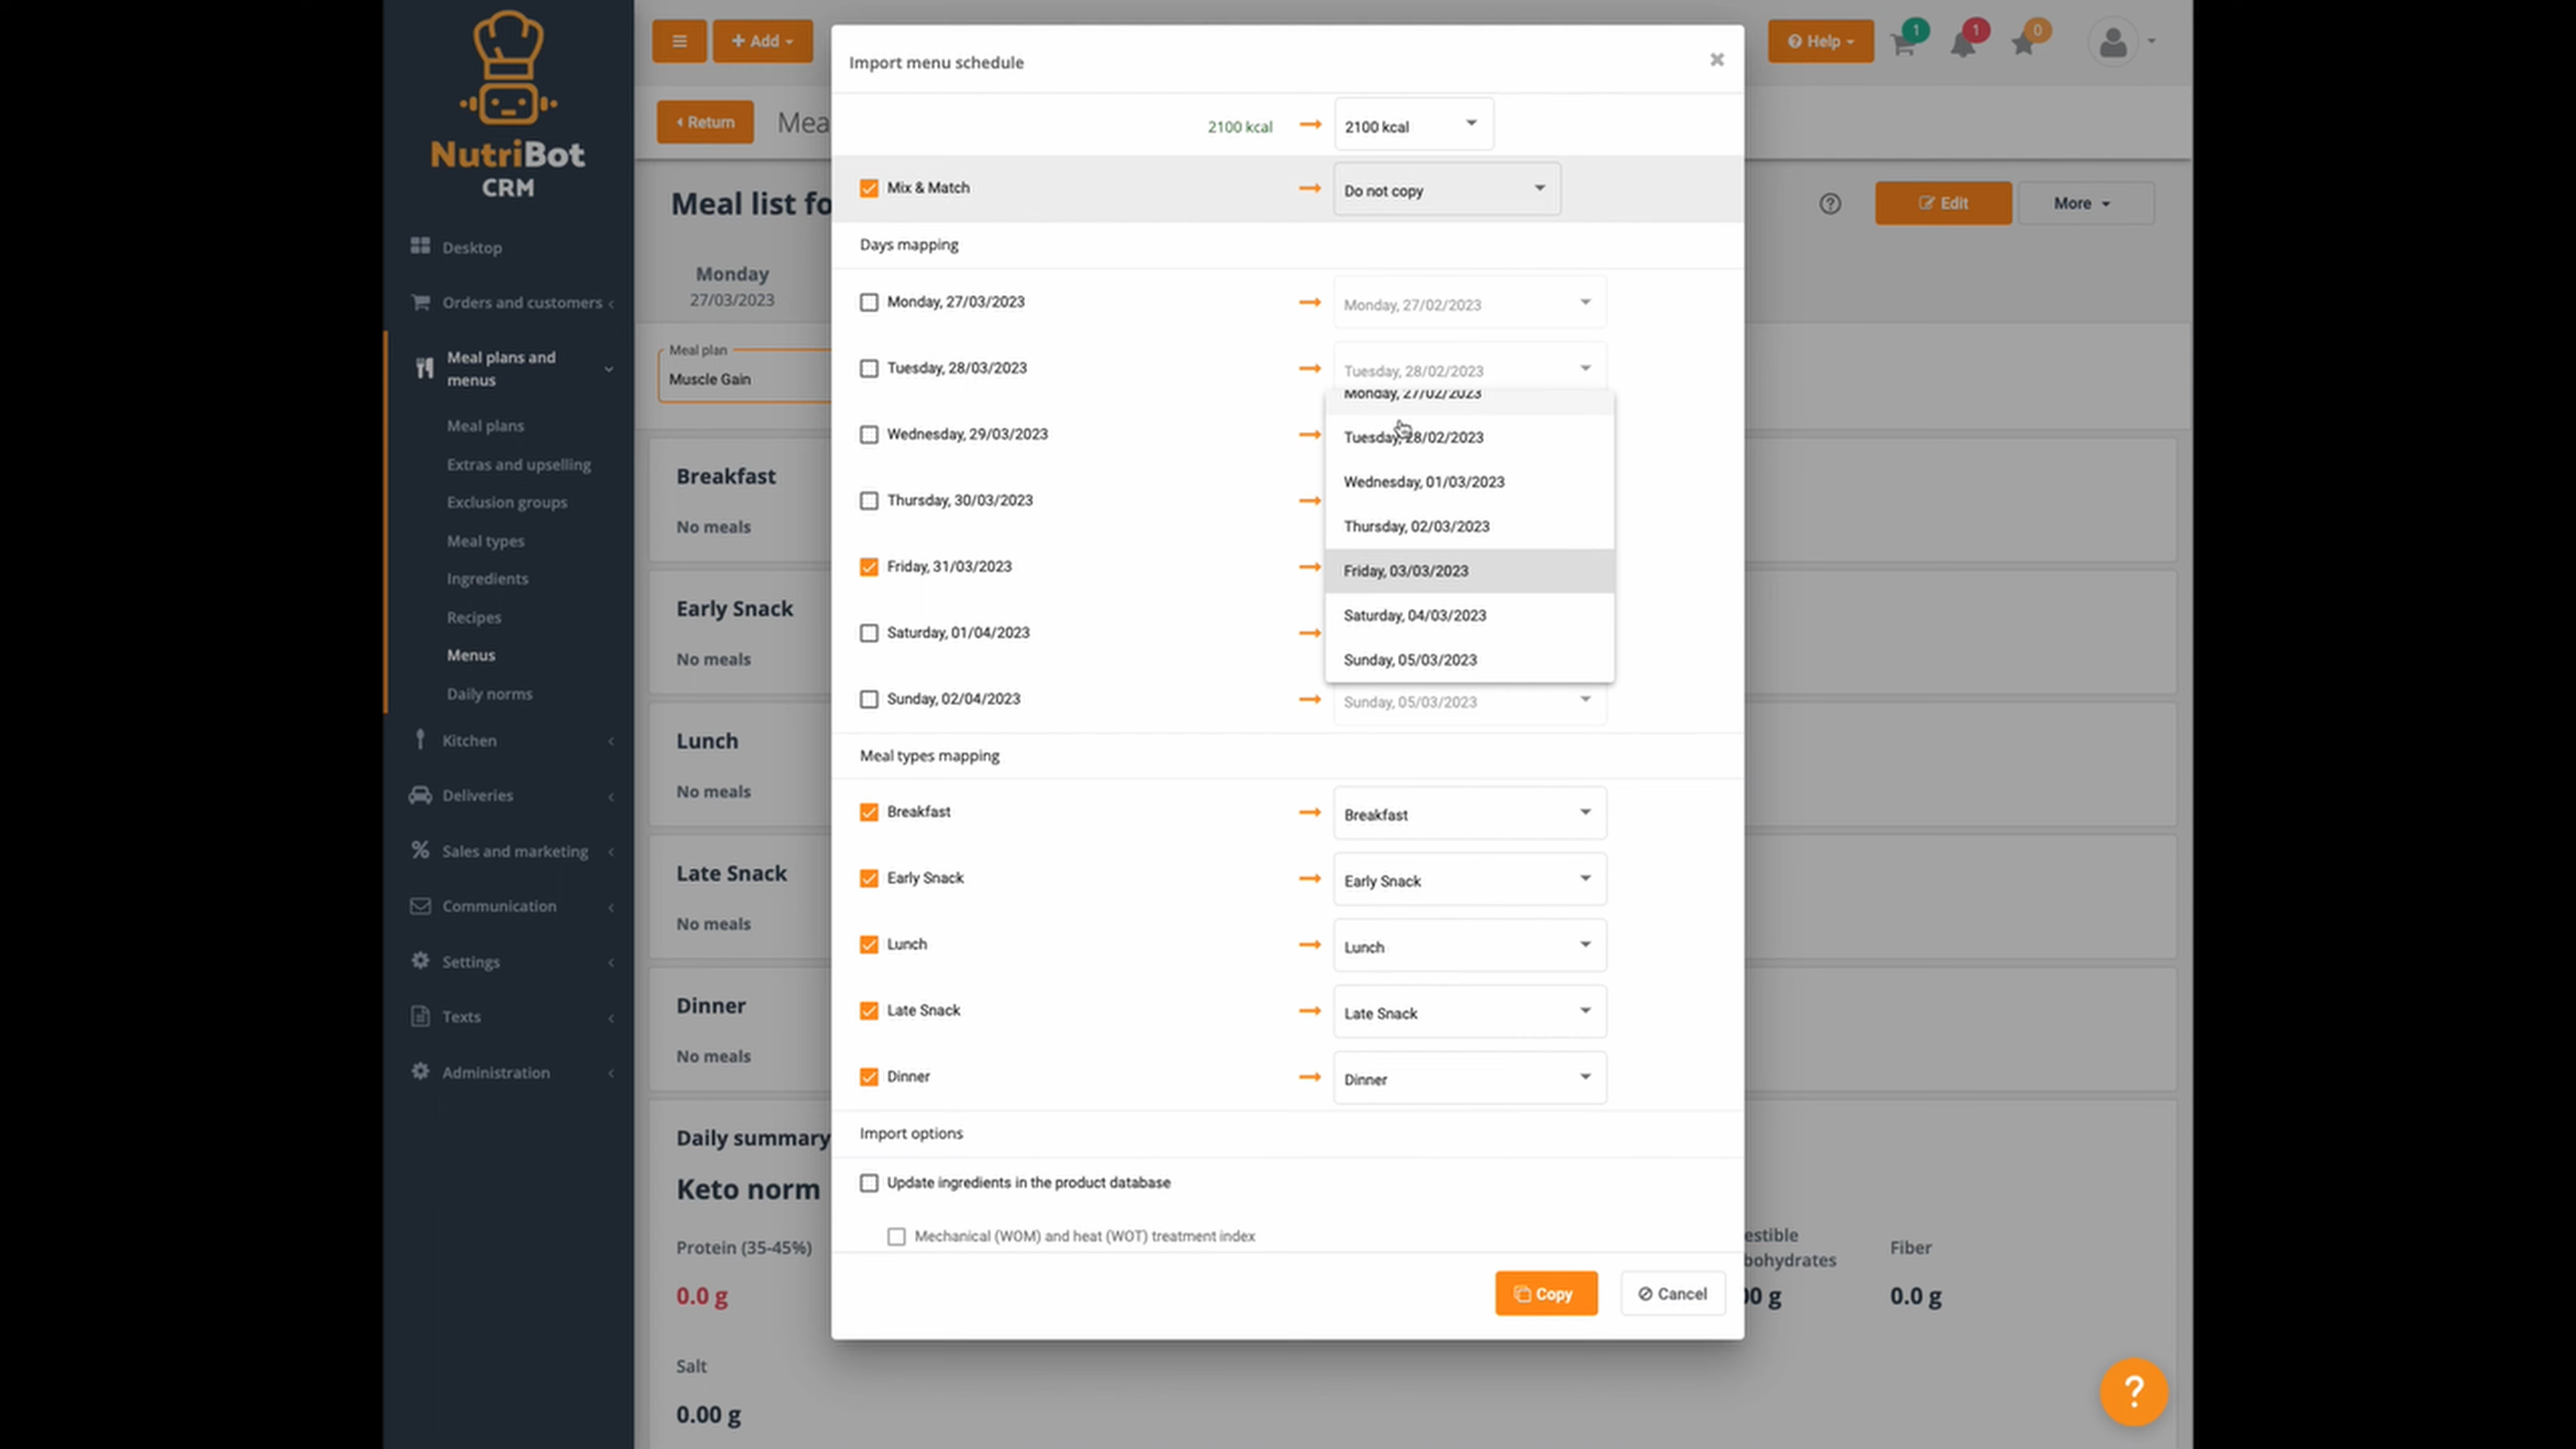 NutriBot
CRM
Desktop
Orders and customers
Meal plans and
menus
Meal plans
Extras and upselling
Exclusion groups
Meal types
Ingredients
Recipes
Menus
Daily norms
Kitchen
Deliveries
Sales and marketing
Communication
Settings
Texts
Administration
+ Add
Help
1
1
0
Return
Mea
Meal list fo
Edit
More
Monday
27/03/2023
Meal plan
Muscle Gain
Breakfast
No meals
Early Snack
No meals
Lunch
No meals
Late Snack
No meals
Dinner
No meals
Daily summary
Keto norm
Protein (35-45%)
0.0 g
Salt
0.00 g
Import menu schedule
2100 kcal
2100 kcal
Mix & Match
Do not copy
Days mapping
Monday, 27/03/2023
Monday, 27/02/2023
Tuesday, 28/03/2023
Tuesday, 28/02/2023
Wednesday, 29/03/2023
Thursday, 30/03/2023
Friday, 31/03/2023
Saturday, 01/04/2023
Sunday, 02/04/2023
Monday, 27/02/2023
Tuesday, 28/02/2023
Wednesday, 01/03/2023
Thursday, 02/03/2023
Friday, 03/03/2023
Saturday, 04/03/2023
Sunday, 05/03/2023
Sunday, 05/03/2023
Meal types mapping
Breakfast
Breakfast
Early Snack
Early Snack
Lunch
Lunch
Late Snack
Late Snack
Dinner
Dinner
Import options
Update ingredients in the product database
Mechanical (WOM) and heat (WOT) treatment index
Copy
Cancel
estible
bohydrates
00 g
Fiber
0.0 g
?